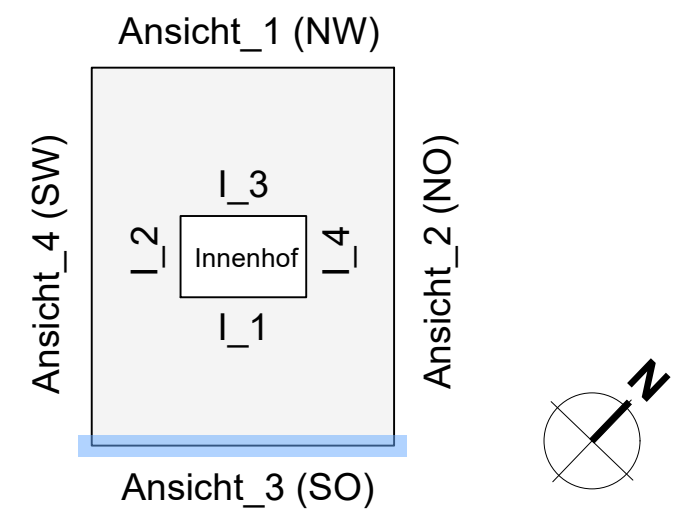 Ansicht_1 (NW)
Ansicht_4 (SW)
I_3
I_2
Innenhof
I_4
I_1
Ansicht_2 (NO)
N
Ansicht_3 (SO)